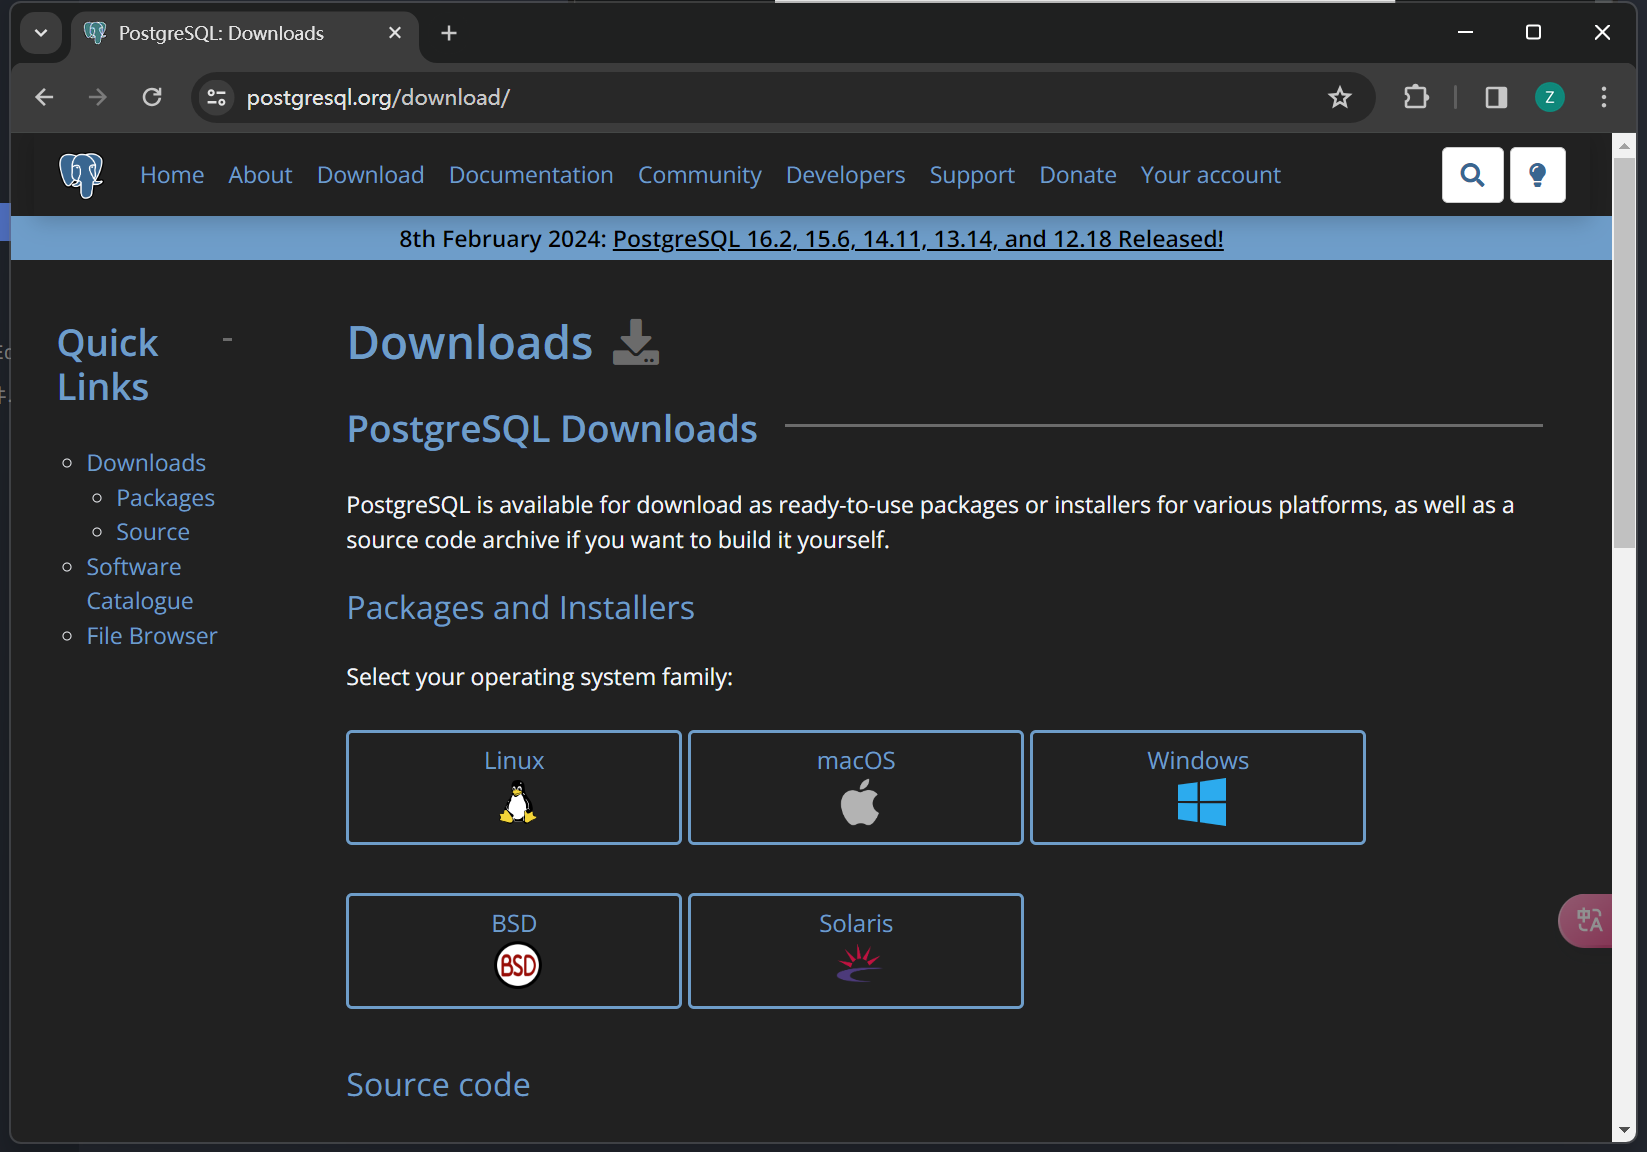 PostgreSQL: Downloads
postgresql.org/download/
Z
Home About Download Documentation Community Developers Support Donate Your account
8th February 2024: PostgreSQL 16.2, 15.6, 14.11, 13.14, and 12.18 Released!
Quick
Links
Downloads
Packages
Source
Software
Catalogue
File Browser
Downloads
PostgreSQL Downloads
PostgreSQL is available for download as ready-to-use packages or installers for various platforms, as well as a
source code archive if you want to build it yourself.
Packages and Installers
Select your operating system family:
Linux macOS Windows
BSD Solaris
BSD
中A
Source code